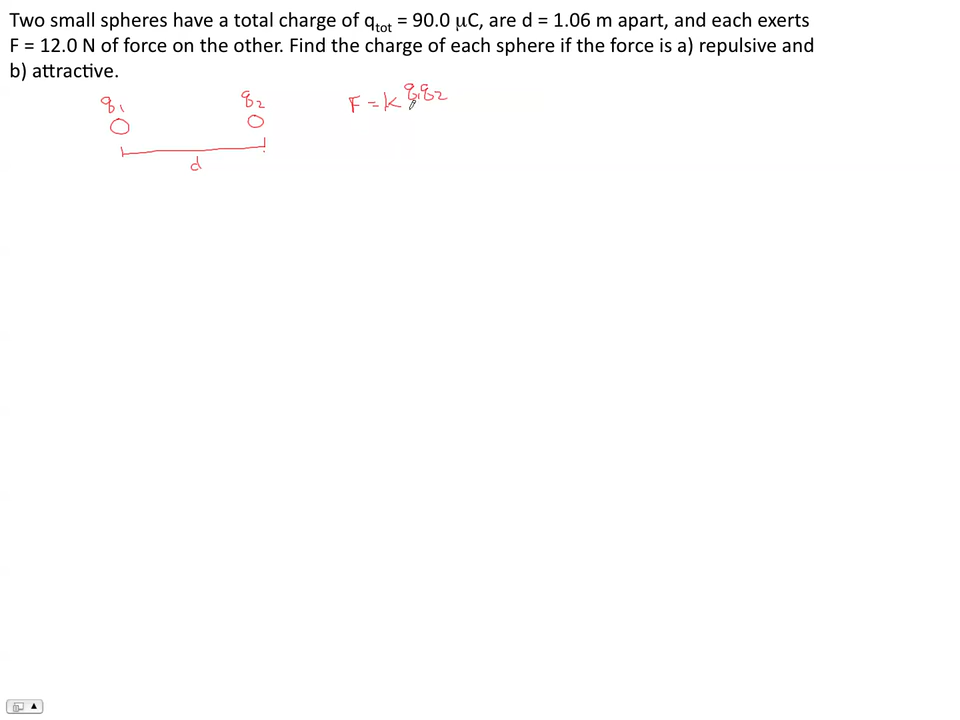 Two small spheres have a total charge of qtot = 90.0 μC, are d = 1.06 m apart, and each exerts
F = 12.0 N of force on the other. Find the charge of each sphere if the force is a) repulsive and
b) attractive.
q1 q2 F = k q1q2
d